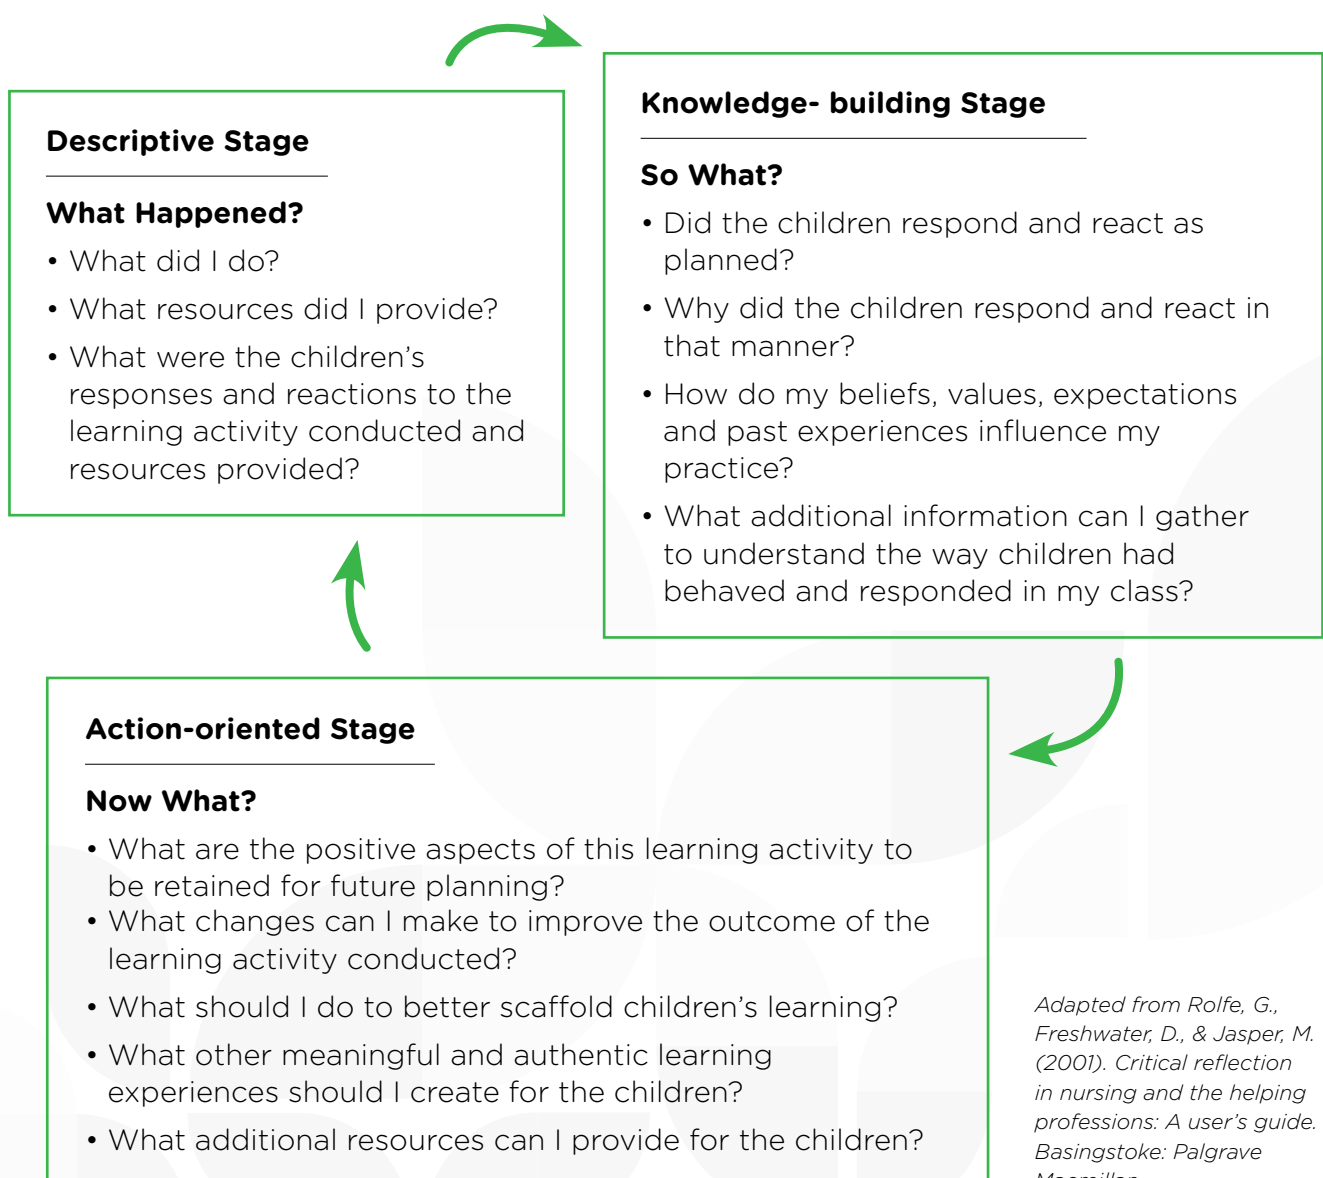 Descriptive Stage
What Happened?
• What did I do?
• What resources did I provide?
• What were the children’s
responses and reactions to the
learning activity conducted and
resources provided?
Knowledge- building Stage
So What?
• Did the children respond and react as
planned?
• Why did the children respond and react in
that manner?
• How do my beliefs, values, expectations
and past experiences influence my
practice?
• What additional information can I gather
to understand the way children had
behaved and responded in my class?
Action-oriented Stage
Now What?
• What are the positive aspects of this learning activity to
be retained for future planning?
• What changes can I make to improve the outcome of the
learning activity conducted?
• What should I do to better scaffold children’s learning?
• What other meaningful and authentic learning
experiences should I create for the children?
• What additional resources can I provide for the children?
Adapted from Rolfe, G.,
Freshwater, D., & Jasper, M.
(2001). Critical reflection
in nursing and the helping
professions: A user’s guide.
Basingstoke: Palgrave